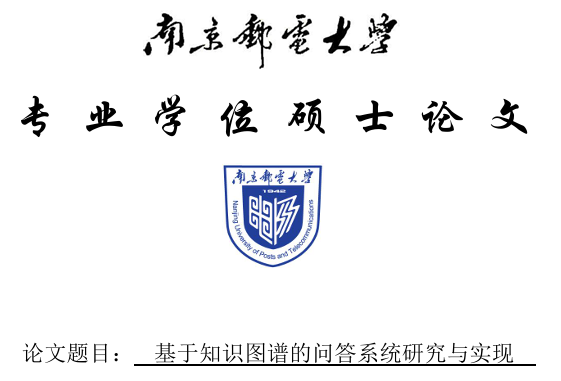 南京郵電大學
专业学位硕士论文
南京郵電大學
1942
Nanjing University of Posts and Telecommunications
论文题目： 基于知识图谱的问答系统研究与实现